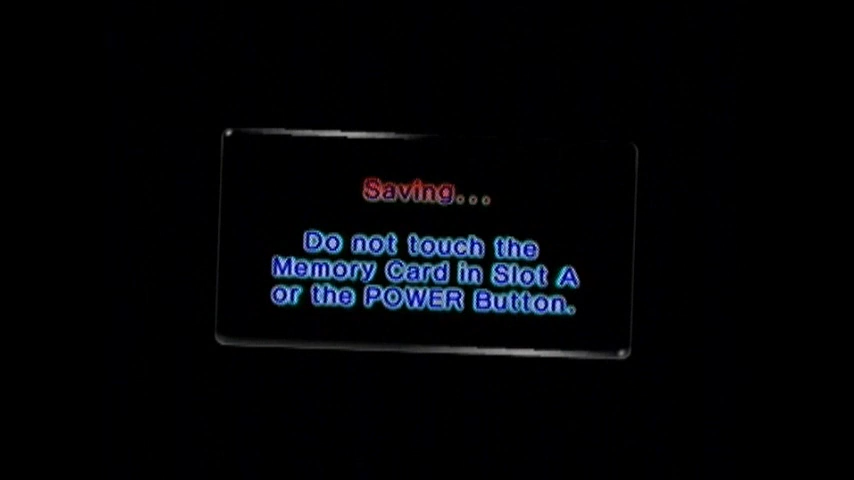 Saving...
Do not touch the
Memory Card in Slot A
or the POWER Button.